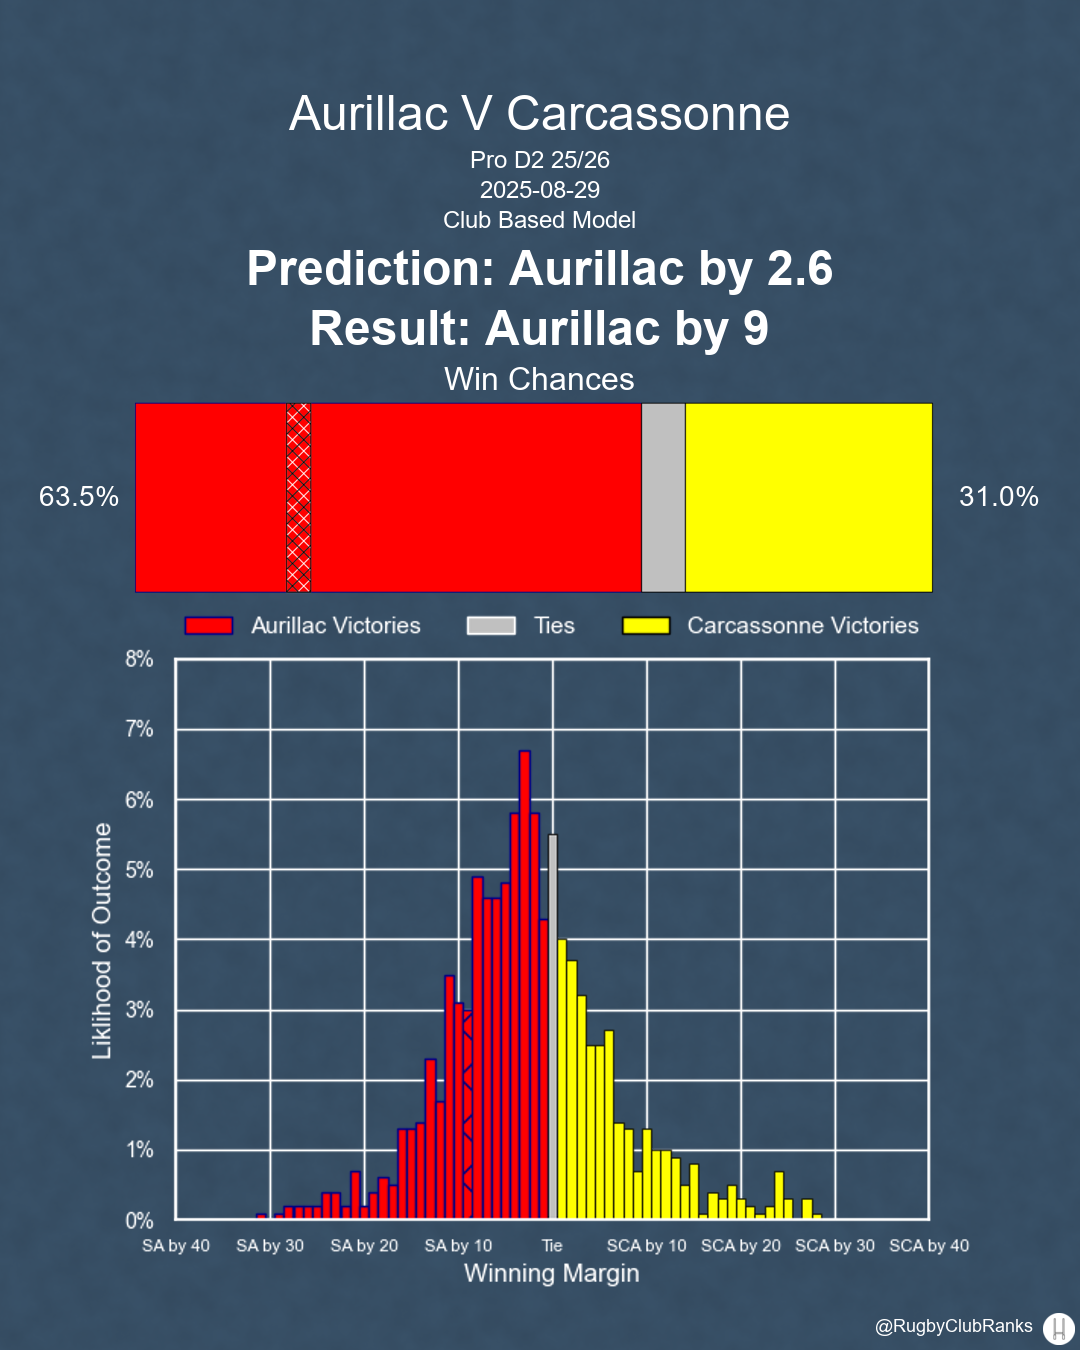 Aurillac V Carcassonne
Pro D2 25/26
2025-08-29
Club Based Model
Prediction: Aurillac by 2.6
Result: Aurillac by 9
Win Chances
63.5%
31.0%
Aurillac Victories
Ties
Carcassonne Victories
8%
7%
6%
5%
4%
3%
2%
1%
0%
Liklihood of Outcome
SA by 40
SA by 30
SA by 20
SA by 10
Tie
SCA by 10
SCA by 20
SCA by 30
SCA by 40
Winning Margin
@RugbyClubRanks